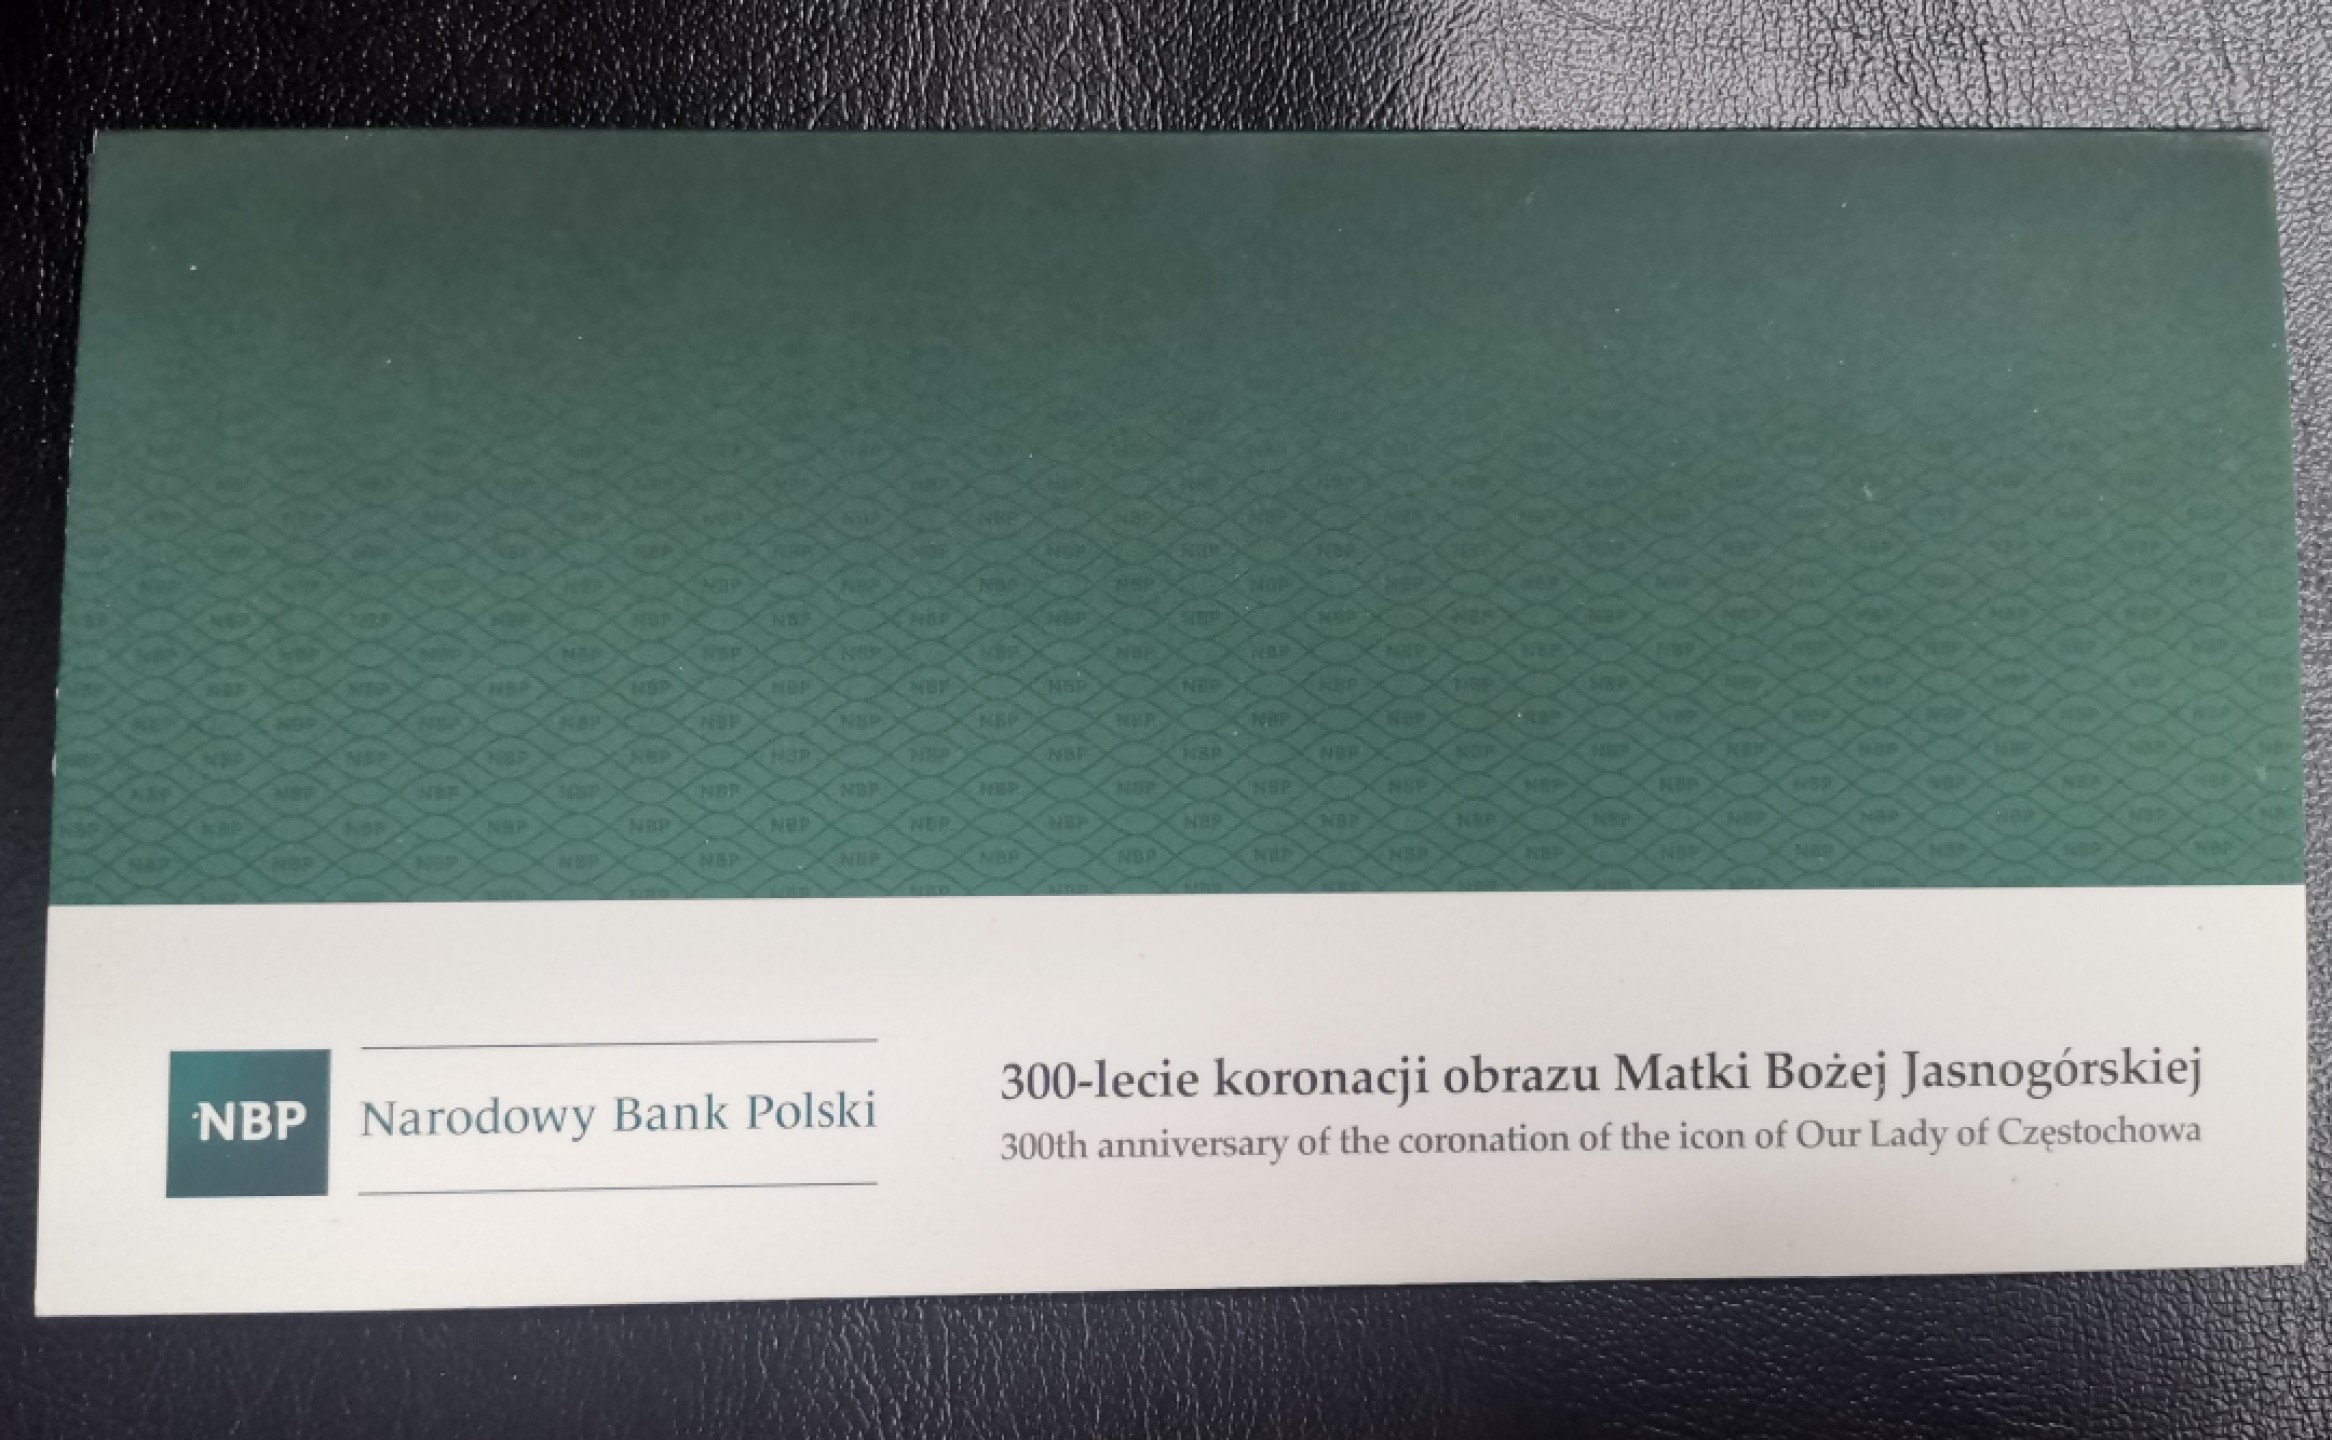 NBP
Narodowy Bank Polski
300-lecie koronacji obrazu Matki Bożej Jasnogórskiej
300th anniversary of the coronation of the icon of Our Lady of Częstochowa